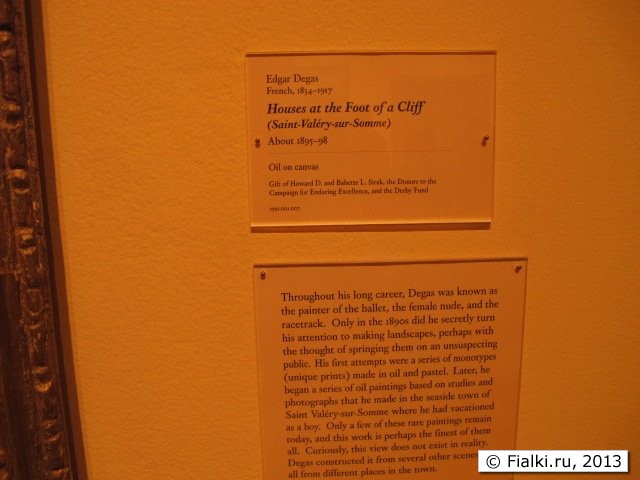 Edgar Degas
French, 1834–1917
Houses at the Foot of a Cliff
(Saint-Valéry-sur-Somme)
About 1895–98
Oil on canvas
Gift of Howard D. and Babette L. Sirak, the Donors to the
Campaign for Enduring Excellence, and the Derby Fund
1991.001.007
Throughout his long career, Degas was known as
the painter of the ballet, the female nude, and the
racetrack. Only in the 1890s did he secretly turn
his attention to making landscapes, perhaps with
the thought of springing them on an unsuspecting
public. His first attempts were a series of monotypes
(unique prints) made in oil and pastel. Later, he
began a series of oil paintings based on studies and
photographs that he made in the seaside town of
Saint Valéry-sur-Somme where he had vacationed
as a boy. Only a few of these rare paintings remain
today, and this work is perhaps the finest of them
all. Curiously, this view does not exist in reality.
Degas constructed it from several other scenes
all from different places in the town.
© Fialki.ru, 2013